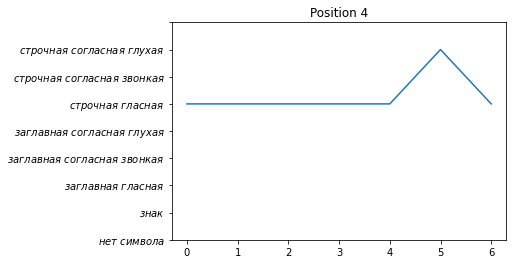 Position 4
строчная согласная глухая
строчная согласная звонкая
строчная гласная
заглавная согласная глухая
заглавная согласная звонкая
заглавная гласная
знак
нет символа
0 1 2 3 4 5 6